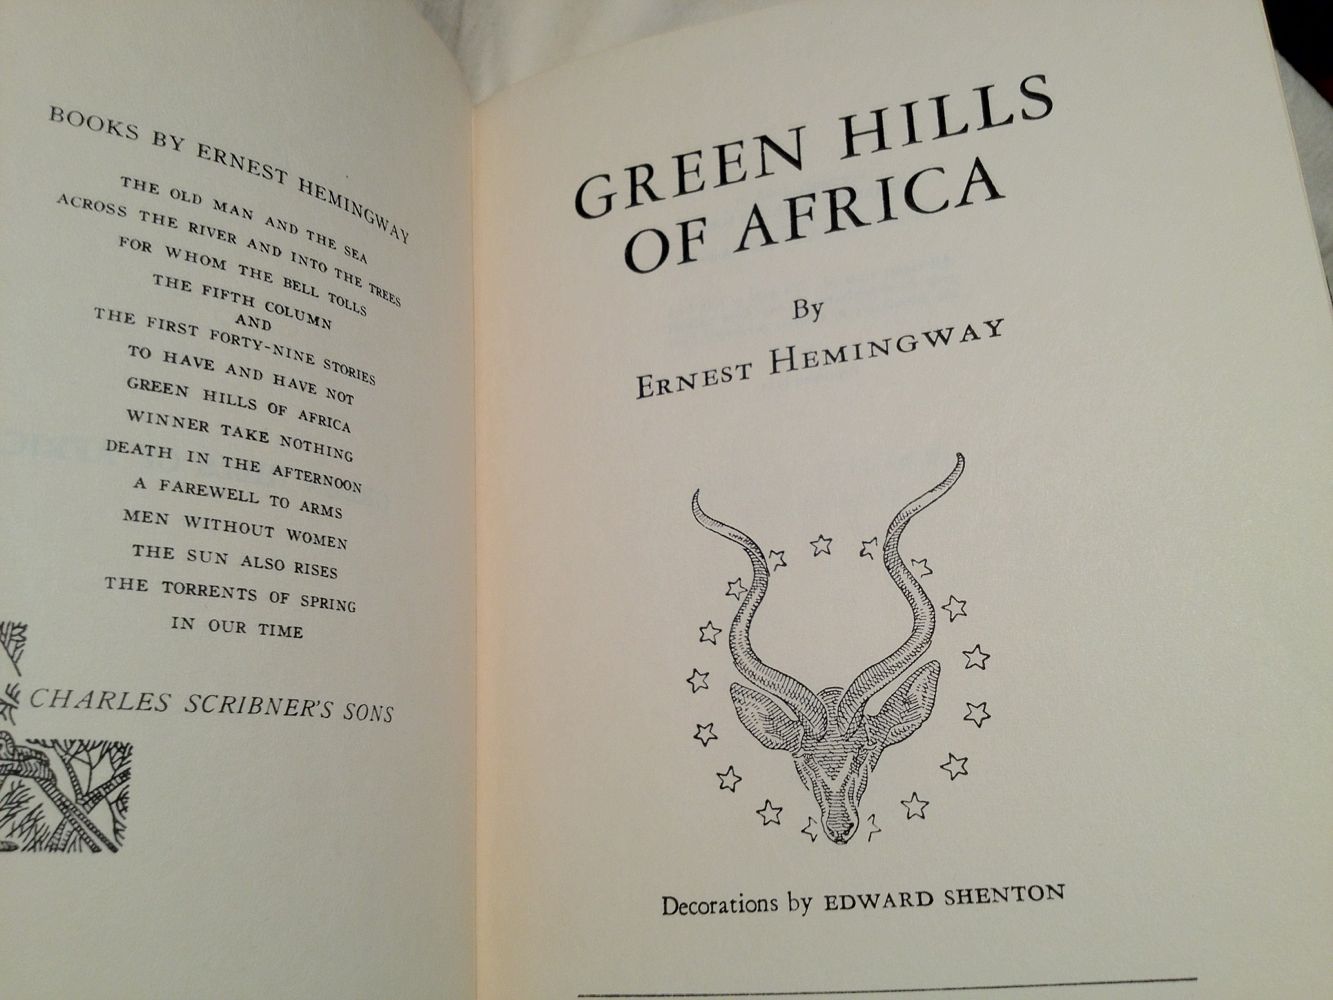 BOOKS BY ERNEST HEMINGWAY
THE OLD MAN AND THE SEA
ACROSS THE RIVER AND INTO THE TREES
FOR WHOM THE BELL TOLLS
THE FIFTH COLUMN
AND
THE FIRST FORTY-NINE STORIES
TO HAVE AND HAVE NOT
GREEN HILLS OF AFRICA
WINNER TAKE NOTHING
DEATH IN THE AFTERNOON
A FAREWELL TO ARMS
MEN WITHOUT WOMEN
THE SUN ALSO RISES
THE TORRENTS OF SPRING
IN OUR TIME
CHARLES SCRIBNER'S SONS
GREEN HILLS
OF AFRICA
By
ERNEST HEMINGWAY
Decorations by EDWARD SHENTON